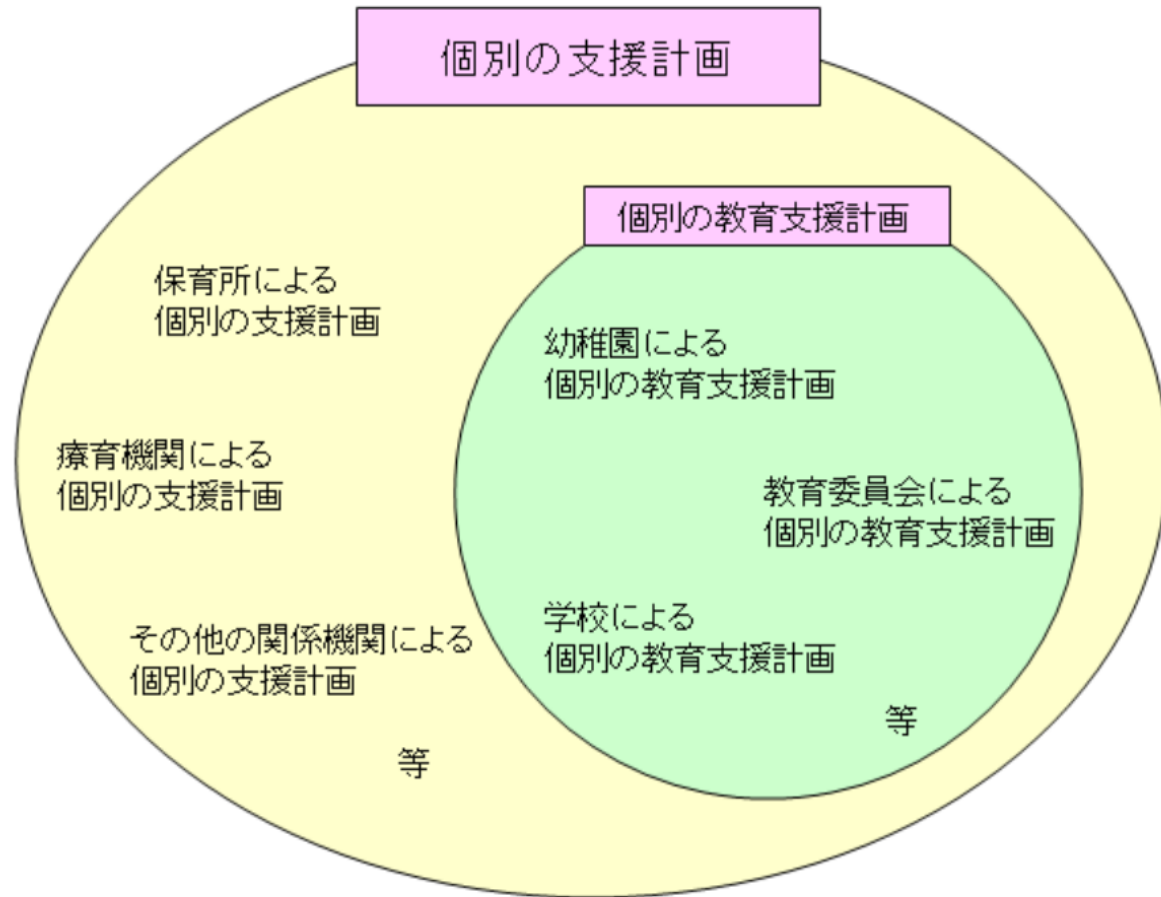 個別の支援計画
個別の教育支援計画
保育所による
個別の支援計画
幼稚園による
個別の教育支援計画
療育機関による
個別の支援計画
教育委員会による
個別の教育支援計画
その他の関係機関による
個別の支援計画
学校による
個別の教育支援計画
等
等